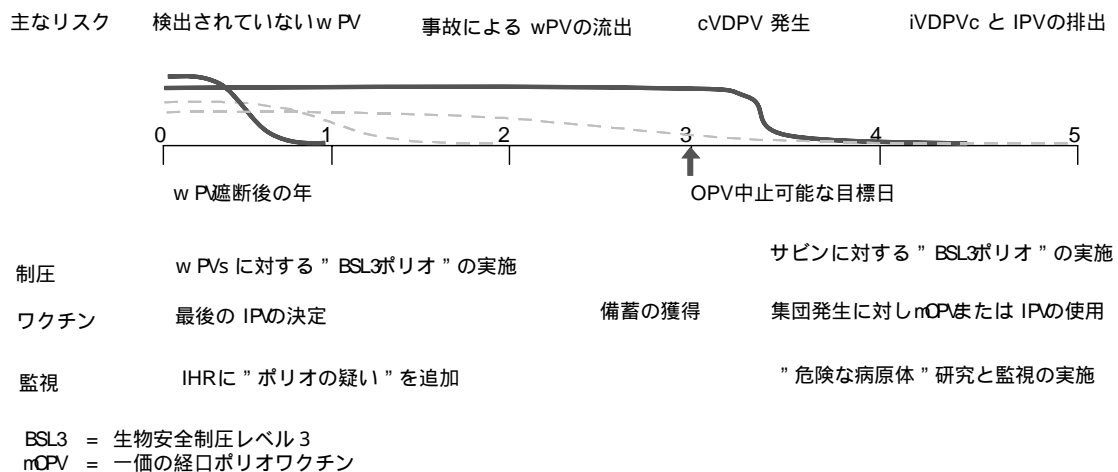 主なリスク 検出されていないwPV 事故による wPVの流出 cVDPV 発生 iVDPVc と IPVの排出
0 1 2 3 4 5
wPV遮断後の年 OPV中止可能な目標日
制圧 wPVs に対する ” BSL3ポリオ ” の実施 サビンに対する ” BSL3ポリオ ” の実施
ワクチン 最後の IPVの決定 備蓄の獲得 集団発生に対しmOPVまたは IPVの使用
監視 IHRに ” ポリオの疑い ” を追加 ” 危険な病原体 ” 研究と監視の実施
BSL3 = 生物安全制圧レベル3
mOPV = 一価の経口ポリオワクチン